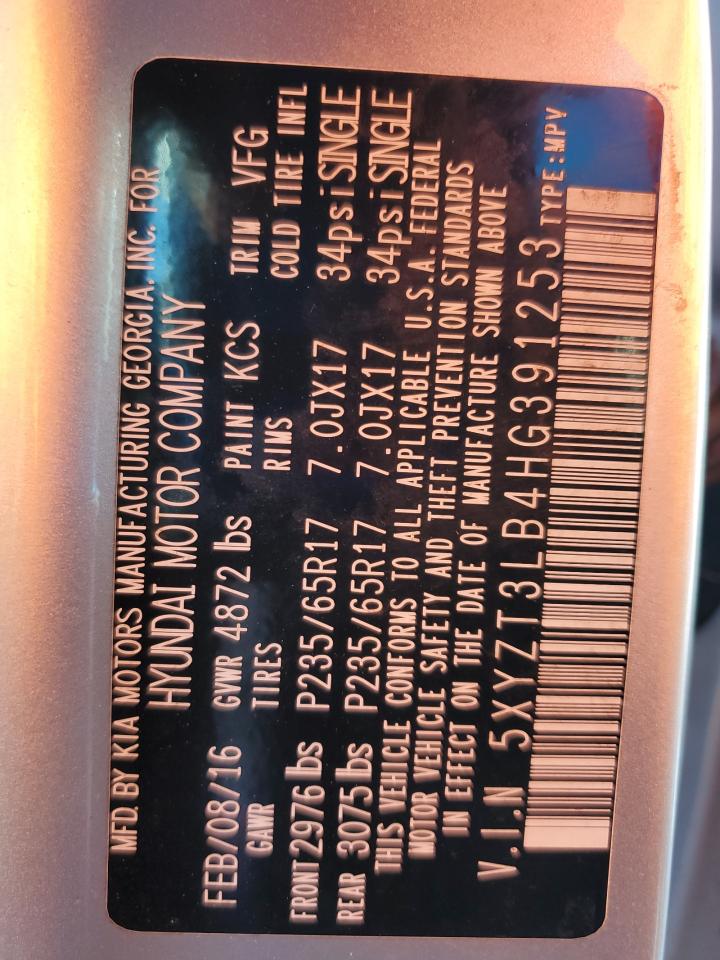 MFD. BY KIA MOTORS MANUFACTURING GEORGIA. INC. FOR
HYUNDAI MOTOR COMPANY
FEB/08/16 GVWR 4872 lbs PAINT KCS TRIM VFG
GAWR TIRES RIMS COLD TIRE INFL
FRONT 2976 lbs P235/65R17 7.0JX17 34psi SINGLE
REAR 3075 lbs P235/65R17 7.0JX17 34psi SINGLE
THIS VEHICLE CONFORMS TO ALL APPLICABLE U.S.A. FEDERAL
MOTOR VEHICLE SAFETY AND THEFT PREVENTION STANDARDS
IN EFFECT ON THE DATE OF MANUFACTURE SHOWN ABOVE
V.I.N 5XYZT3LB4HG391253 TYPE:MPV